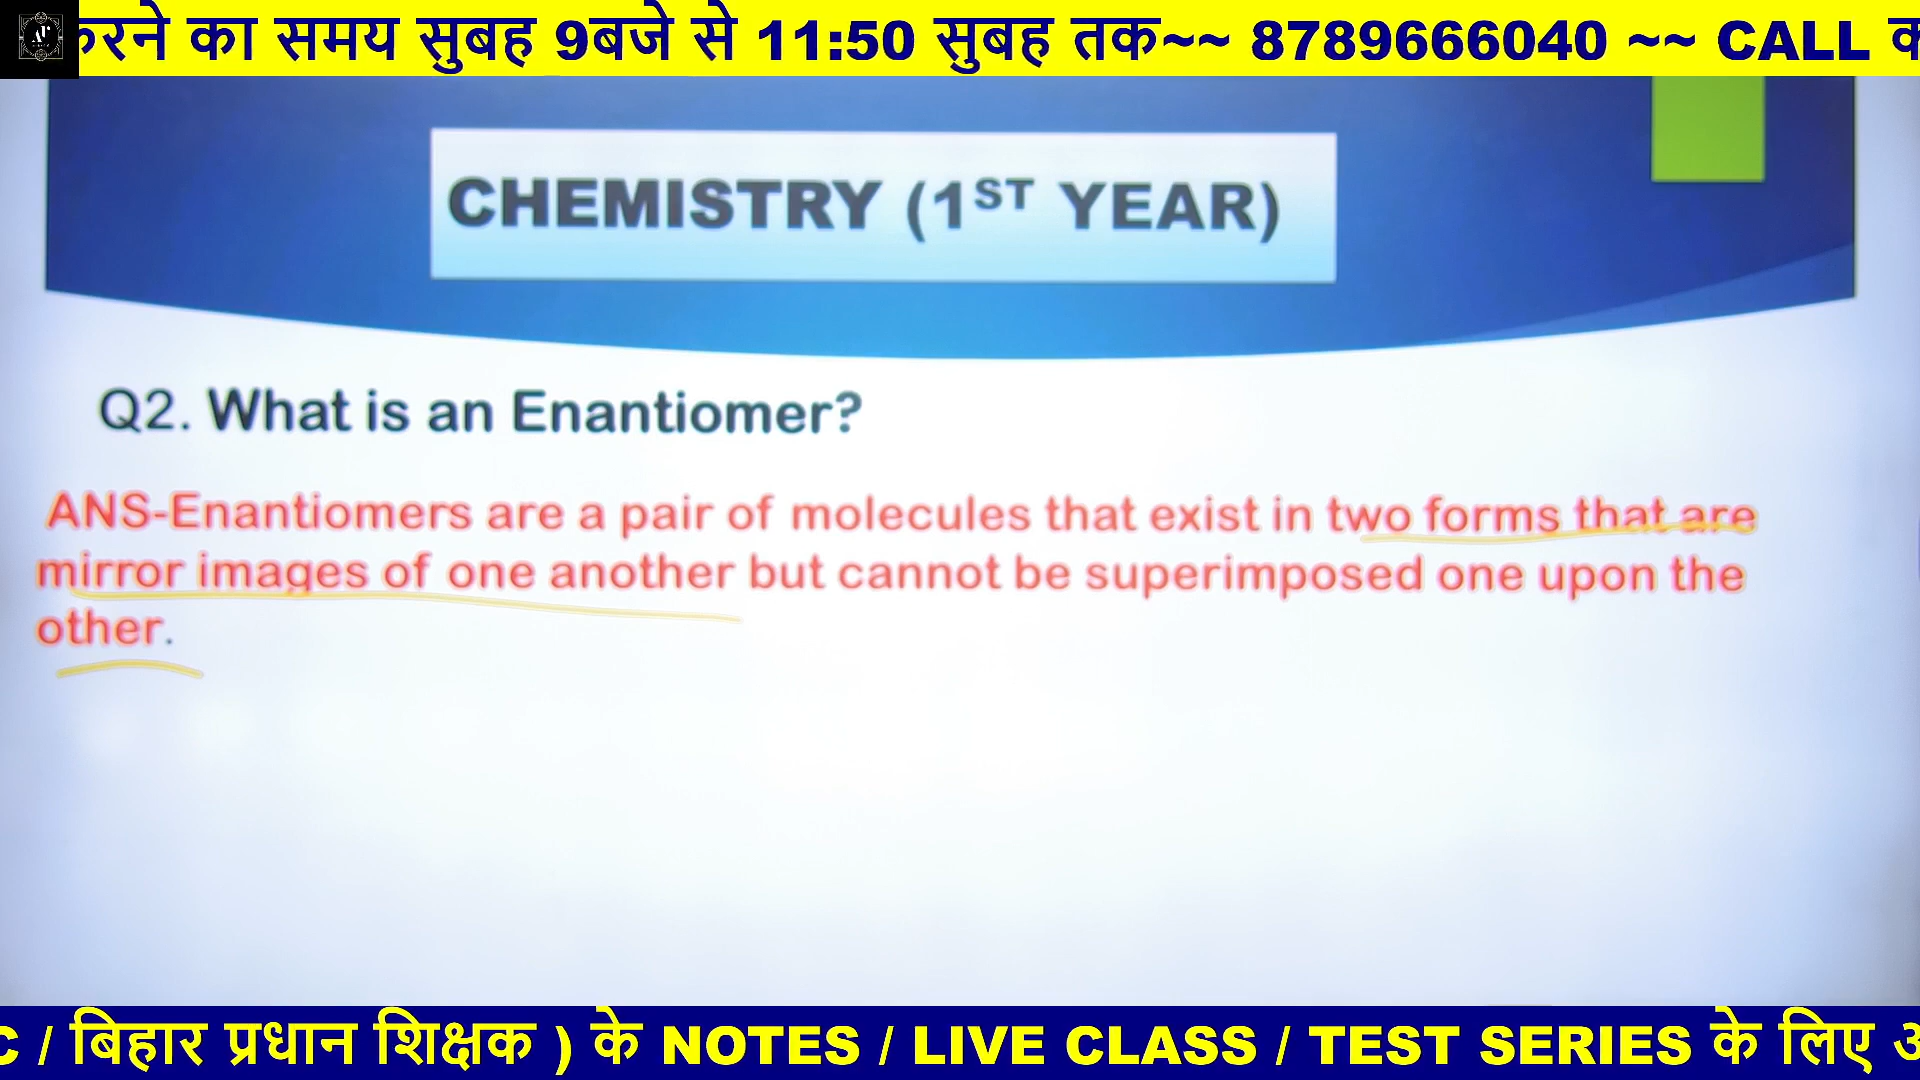 करने का समय सुबह 9बजे से 11:50 सुबह तक~~ 8789666040 ~~ CALL
CHEMISTRY (1ST YEAR)
Q2. What is an Enantiomer?
ANS-Enantiomers are a pair of molecules that exist in two forms that are
mirror images of one another but cannot be superimposed one upon the
other.
/ बिहार प्रधान शिक्षक ) के NOTES / LIVE CLASS / TEST SERIES के लिए